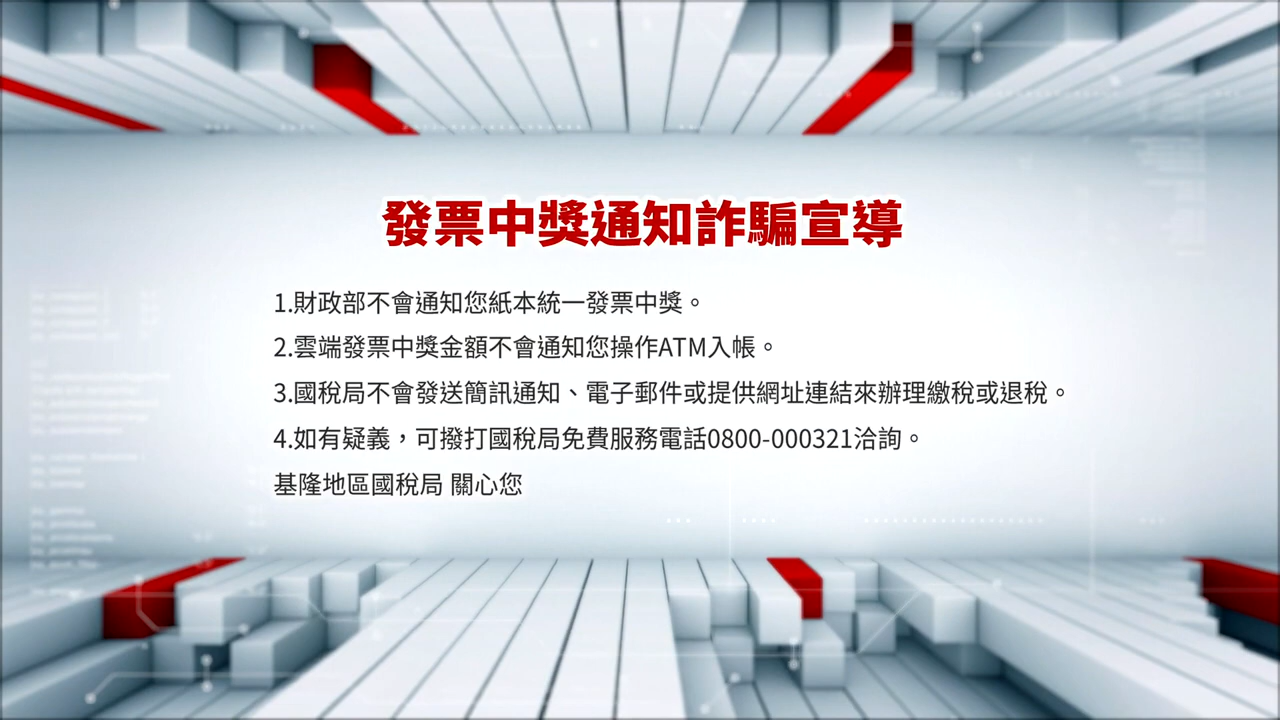 發票中獎通知詐騙宣導
1.財政部不會通知您紙本統一發票中獎。
2.雲端發票中獎金額不會通知您操作ATM入帳。
3.國稅局不會發送簡訊通知、電子郵件或提供網址連結來辦理繳稅或退稅。
4.如有疑義，可撥打國稅局免費服務電話0800-000321洽詢。
基隆地區國稅局 關心您